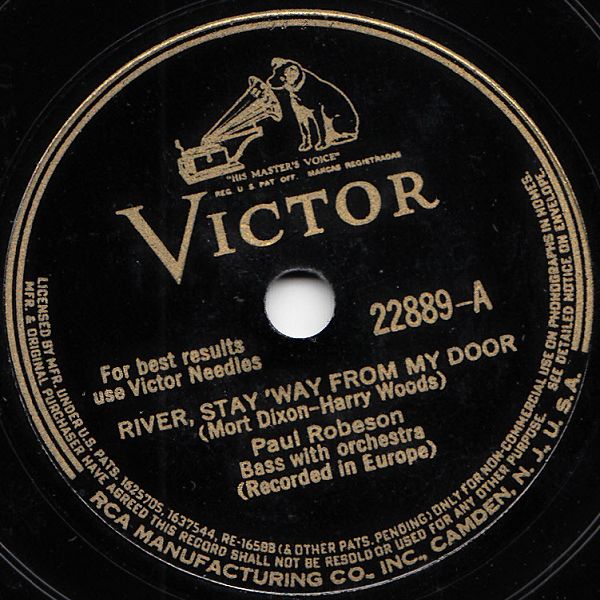 "HIS MASTER'S VOICE"
REG. U.S. PAT. OFF. MARCAS REGISTRADAS
VICTOR
22889-A
For best results
use Victor Needles
RIVER, STAY 'WAY FROM MY DOOR
(Mort Dixon-Harry Woods)
Paul Robeson
Bass with orchestra
(Recorded in Europe)
LICENSED BY MFR. UNDER U.S. PATS. 1625705, 1637544, RE-16588 (& OTHER PATS. PENDING) ONLY FOR NON-COMMERCIAL USE ON PHONOGRAPHS IN HOMES.
MFR. & ORIGINAL PURCHASER HAVE AGREED THIS RECORD SHALL NOT BE RESOLD OR USED FOR ANY OTHER PURPOSE. SEE DETAILED NOTICE ON ENVELOPE.
RCA MANUFACTURING CO., INC., CAMDEN, N. J., U. S. A.